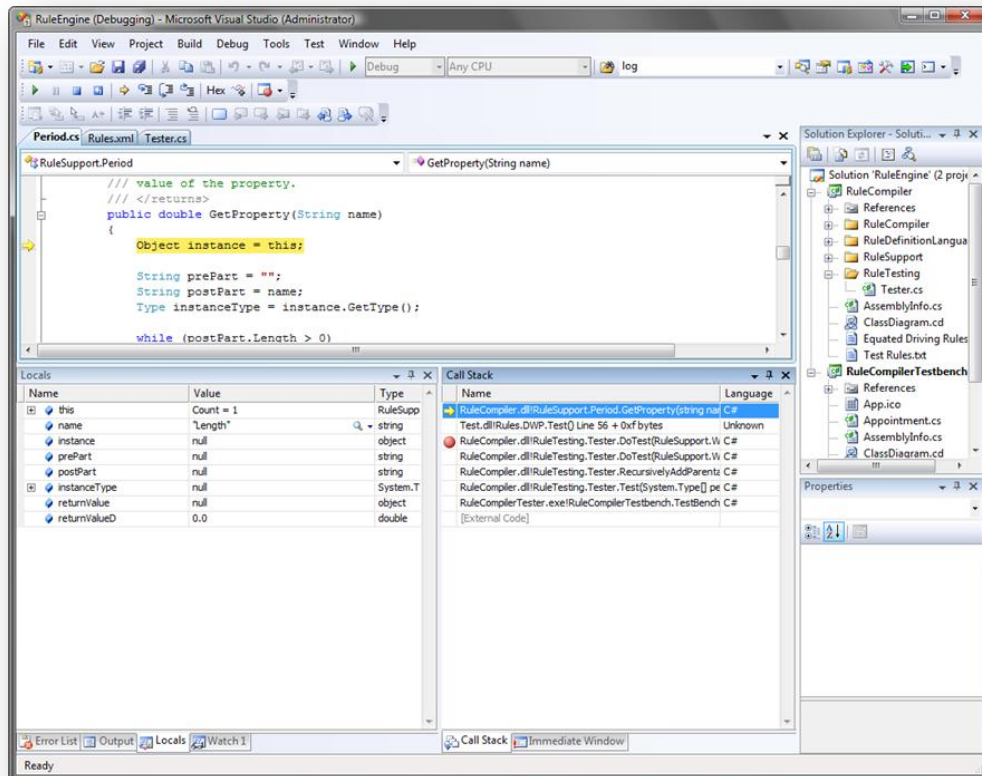 RuleEngine (Debugging) - Microsoft Visual Studio (Administrator)
File Edit View Project Build Debug Tools Test Window Help
Debug Any CPU log
Hex
Period.cs Rules.xml Tester.cs
RuleSupport.Period GetProperty(String name)
/// value of the property.
/// </returns>
public double GetProperty(String name)
{
Object instance = this;
String prePart = "";
String postPart = name;
Type instanceType = instance.GetType();
while (postPart.Length > 0)
Solution Explorer - Soluti...
Solution 'RuleEngine' (2 proje
RuleCompiler
References
RuleCompiler
RuleDefinitionLangua
RuleSupport
RuleTesting
Tester.cs
AssemblyInfo.cs
ClassDiagram.cd
Equated Driving Rules
Test Rules.txt
RuleCompilerTestbench
References
App.ico
Appointment.cs
AssemblyInfo.cs
ClassDiagram.cd
Properties
Locals
Name Value Type
this Count = 1 RuleSupp
name "Length" string
instance null object
prePart null string
postPart null string
instanceType null System.T
returnValue null object
returnValueD 0.0 double
Call Stack
Name Language
RuleCompiler.dll!RuleSupport.Period.GetProperty(string nar C#
Test.dll!Rules.DWP.Test() Line 56 + 0xf bytes Unknown
RuleCompiler.dll!RuleTesting.Tester.DoTest(RuleSupport.W C#
RuleCompiler.dll!RuleTesting.Tester.DoTest(RuleSupport.W C#
RuleCompiler.dll!RuleTesting.Tester.RecursivelyAddParenta C#
RuleCompiler.dll!RuleTesting.Tester.Test(System.Type[] pe C#
RuleCompilerTester.exe!RuleCompilerTestbench.TestBench C#
[External Code]
Error List Output Locals Watch 1
Call Stack Immediate Window
Ready